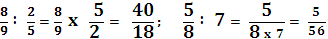 8/9 : 2/5 = 8/9 x 5/2 = 40/18; 5/8 : 7 = 5/(8 x 7) = 5/56